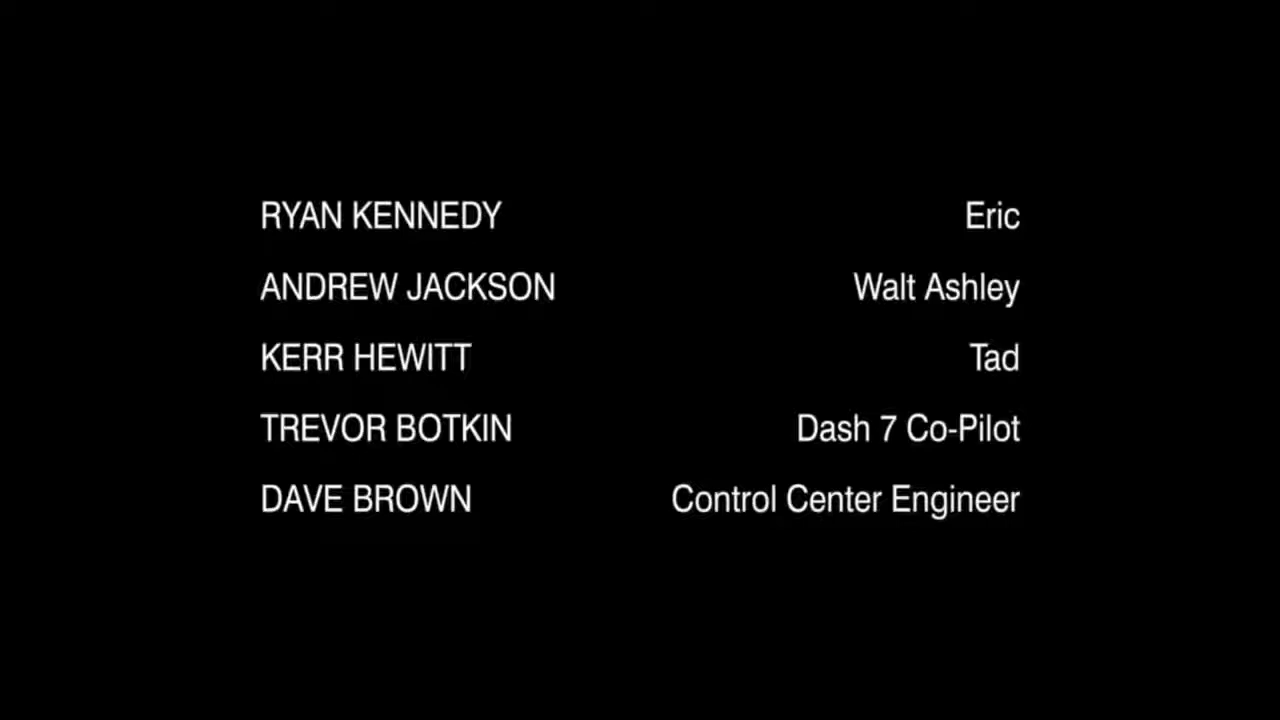 RYAN KENNEDY Eric
ANDREW JACKSON Walt Ashley
KERR HEWITT Tad
TREVOR BOTKIN Dash 7 Co-Pilot
DAVE BROWN Control Center Engineer